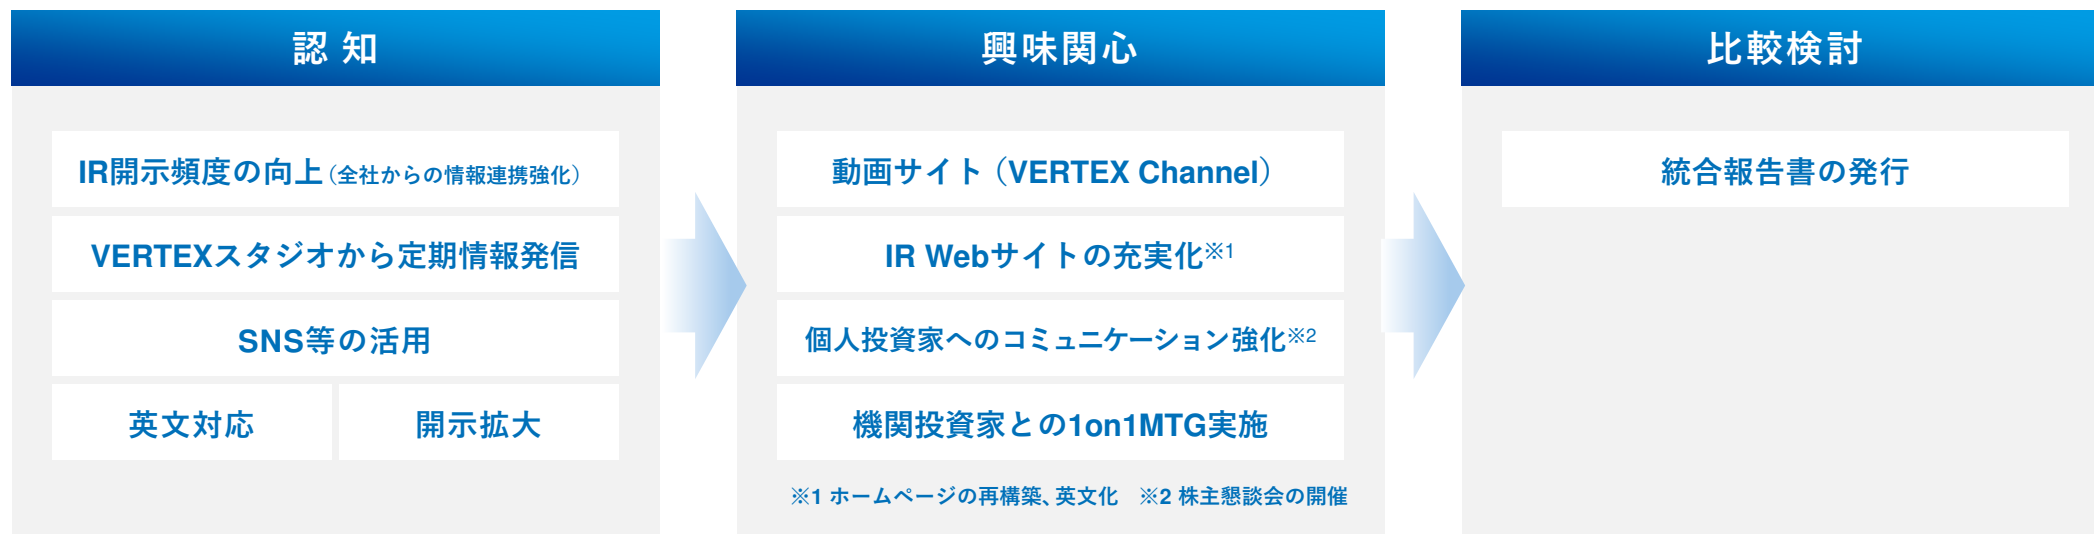 認知
IR開示頻度の向上（全社からの情報連携強化）
VERTEXスタジオから定期情報発信
SNS等の活用
英文対応
開示拡大
興味関心
動画サイト（VERTEX Channel）
IR Webサイトの充実化※1
個人投資家へのコミュニケーション強化※2
機関投資家との1on1MTG実施
※1 ホームページの再構築、英文化　※2 株主懇談会の開催
比較検討
統合報告書の発行